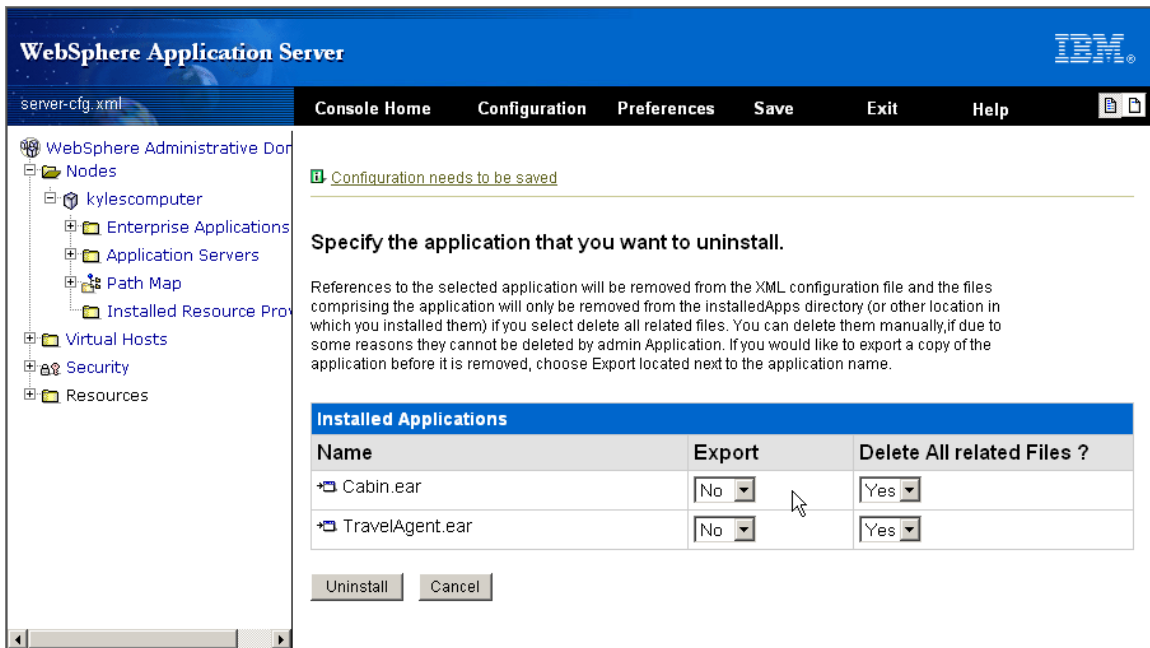 WebSphere Application Server
IBM®
server-cfg.xml
Console Home Configuration Preferences Save Exit Help
WebSphere Administrative Dor
Nodes
kylescomputer
Enterprise Applications
Application Servers
Path Map
Installed Resource Prov
Virtual Hosts
Security
Resources
Configuration needs to be saved
Specify the application that you want to uninstall.
References to the selected application will be removed from the XML configuration file and the files
comprising the application will only be removed from the installedApps directory (or other location in
which you installed them) if you select delete all related files. You can delete them manually,if due to
some reasons they cannot be deleted by admin Application. If you would like to export a copy of the
application before it is removed, choose Export located next to the application name.
Installed Applications
Name Export Delete All related Files ?
Cabin.ear No Yes
TravelAgent.ear No Yes
Uninstall Cancel